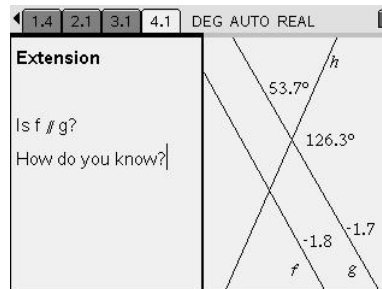 1.4 2.1 3.1 4.1 DEG AUTO REAL
Extension
Is f // g?
How do you know?
h
53.7°
126.3°
-1.7
-1.8
f g